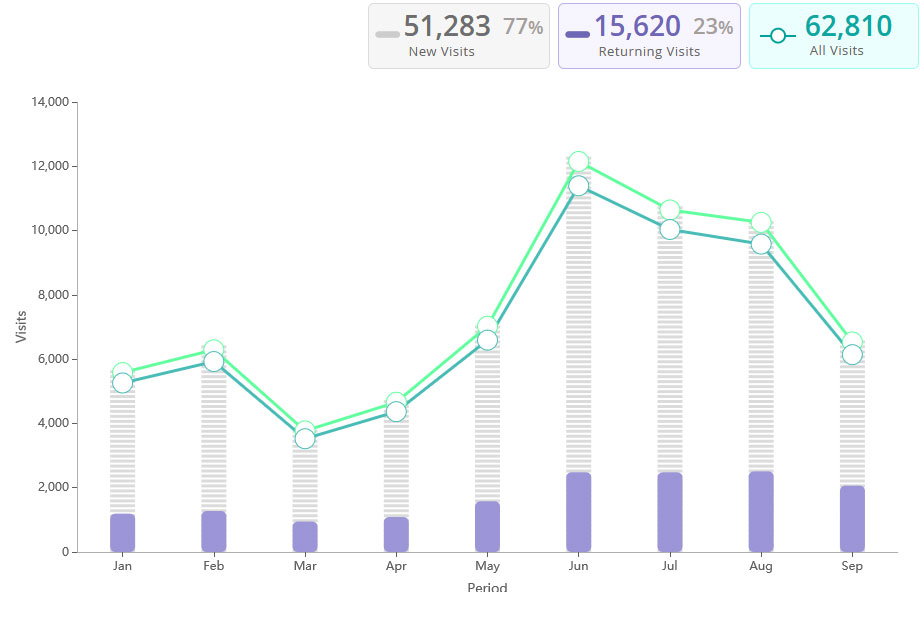 51,283 77%
New Visits
15,620 23%
Returning Visits
62,810
All Visits
14,000
12,000
10,000
8,000
6,000
4,000
2,000
0
Visits
Jan Feb Mar Apr May Jun Jul Aug Sep
Period